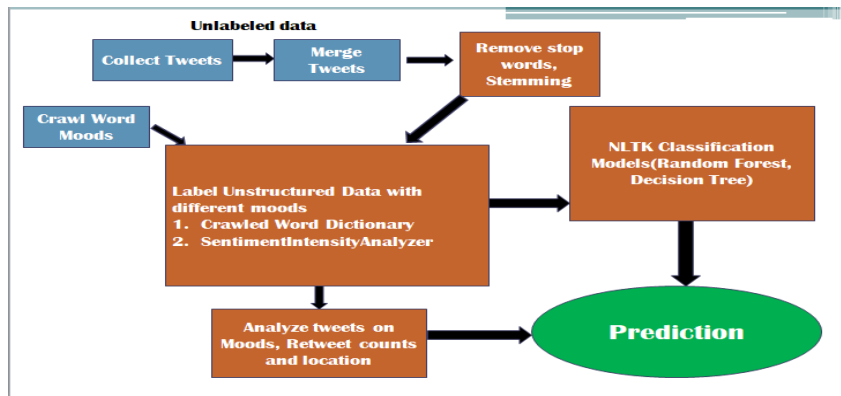 Unlabeled data
Collect Tweets
Merge
Tweets
Remove stop
words,
Stemming
Crawl Word
Moods
Label Unstructured Data with
different moods
1. Crawled Word Dictionary
2. SentimentIntensityAnalyzer
NLTK Classification
Models(Random Forest,
Decision Tree)
Analyze tweets on
Moods, Retweet counts
and location
Prediction